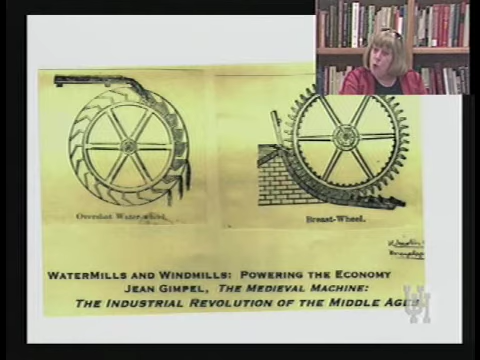 Overshot Water-wheel.
Breast-Wheel.
WATERMILLS AND WINDMILLS: POWERING THE ECONOMY
JEAN GIMPEL, THE MEDIEVAL MACHINE:
THE INDUSTRIAL REVOLUTION OF THE MIDDLE AGES
UH